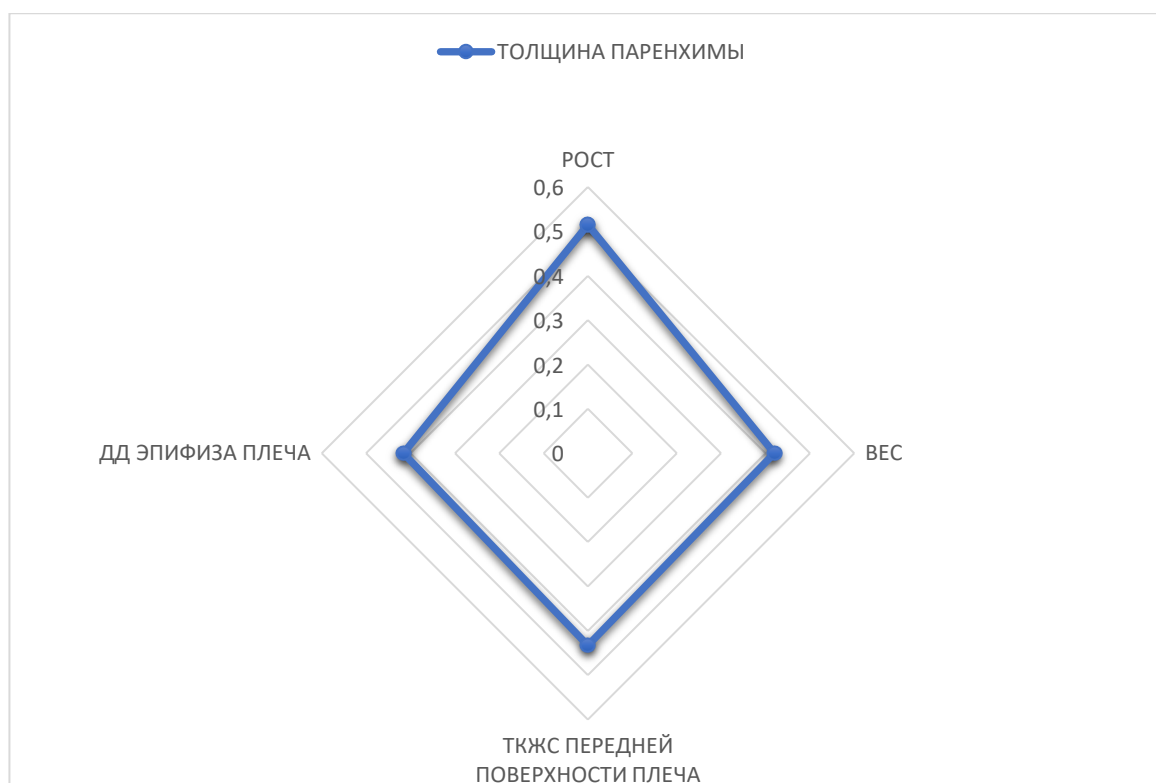 ТОЛЩИНА ПАРЕНХИМЫ
РОСТ
0,6
0,5
0,4
0,3
0,2
0,1
0
ДД ЭПИФИЗА ПЛЕЧА
ВЕС
ТКЖС ПЕРЕДНЕЙ
ПОВЕРХНОСТИ ПЛЕЧА